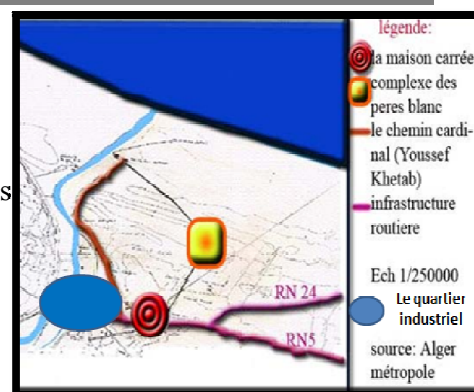 S
RN 24
RN5
légende:
la maison carrée
complexe des
peres blanc
le chemin cardi-
nal (Youssef
Khetab)
infrastructure
routiere
Ech 1/250000
Le quartier
industriel
source: Alger
métropole